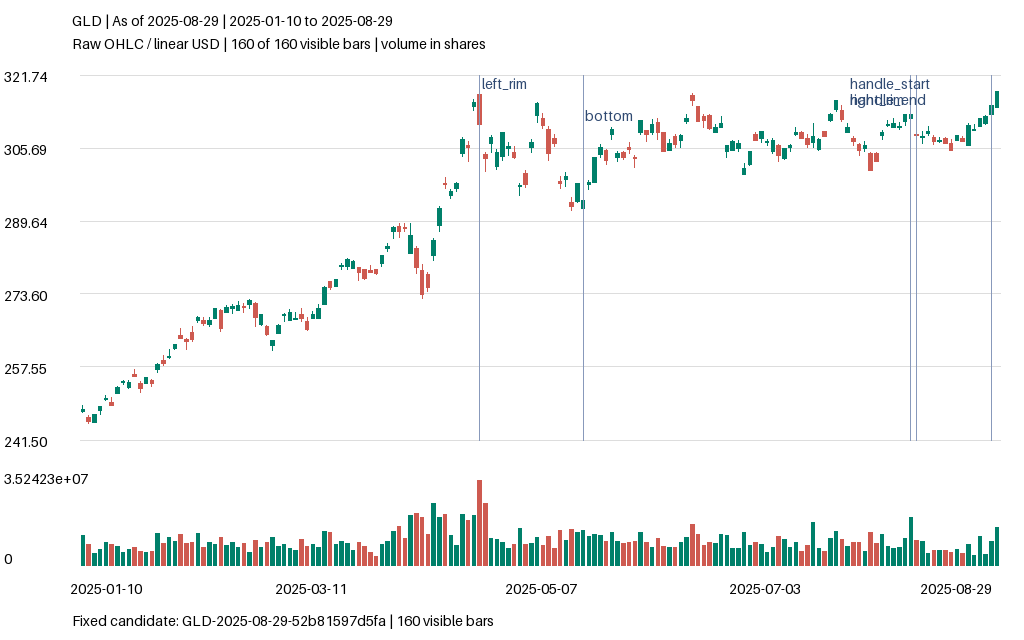 GLD | As of 2025-08-29 | 2025-01-10 to 2025-08-29
Raw OHLC / linear USD | 160 of 160 visible bars | volume in shares
321.74
left_rim
handle_start
handle_end
bottom
305.69
289.64
273.60
257.55
241.50
3.52423e+07
0
2025-01-10
2025-03-11
2025-05-07
2025-07-03
2025-08-29
Fixed candidate: GLD-2025-08-29-52b81597d5fa | 160 visible bars